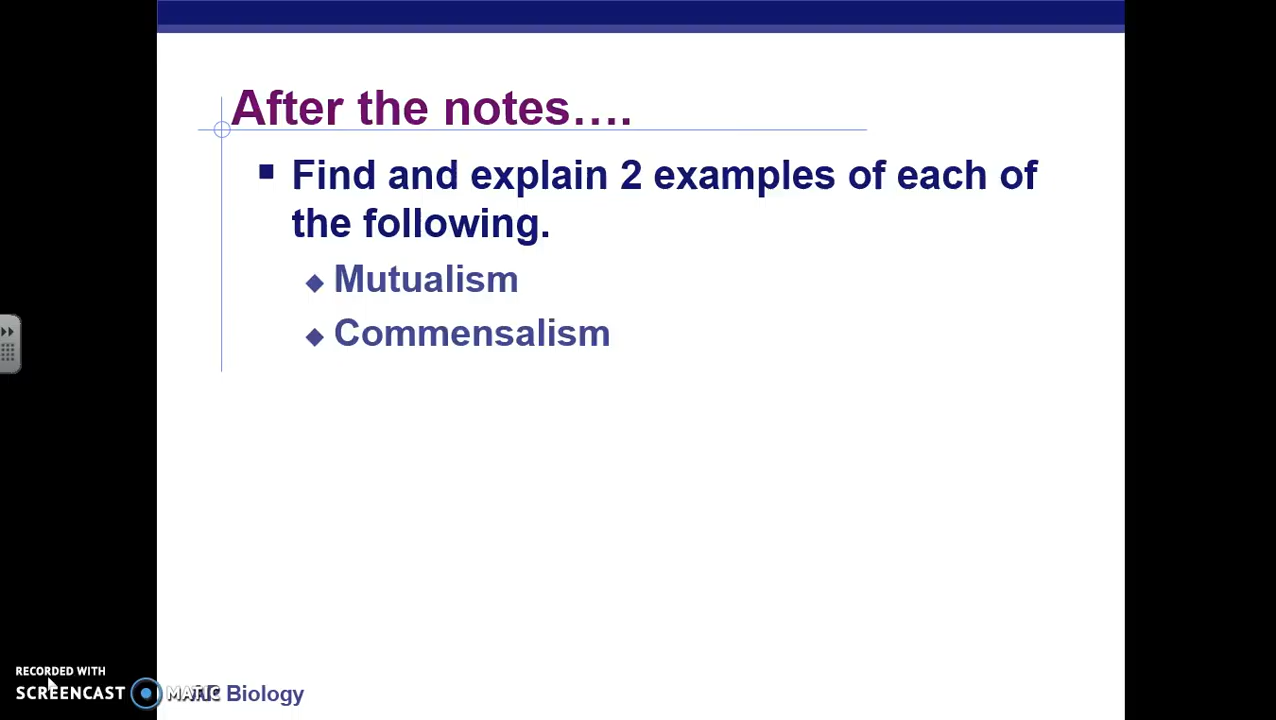 After the notes....
Find and explain 2 examples of each of
the following.
Mutualism
Commensalism
RECORDED WITH
SCREENCAST MATIC
AP Biology